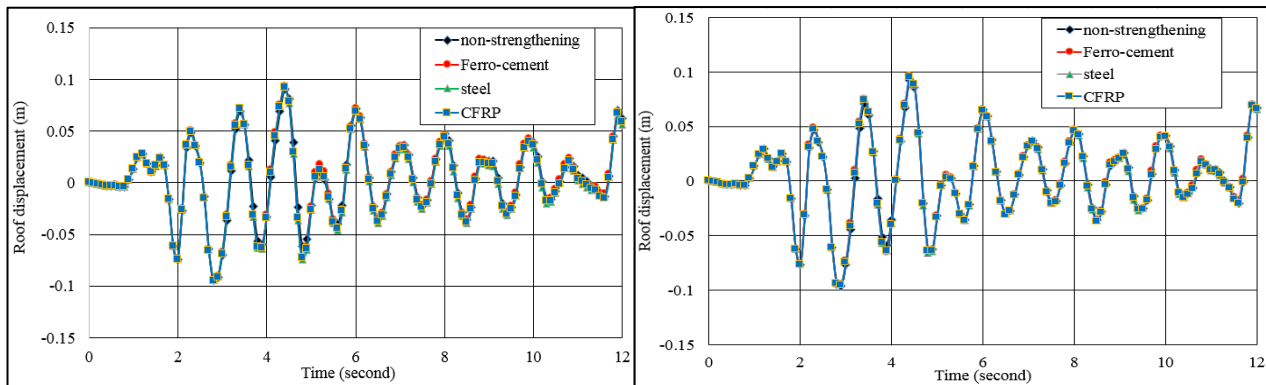 0.15
0.1
0.05
0
-0.05
-0.1
-0.15
Roof displacement (m)
non-strengthening
Ferro-cement
steel
CFRP
0 2 4 6 8 10 12
Time (second)
0.15
0.1
0.05
0
-0.05
-0.1
-0.15
Roof displacement (m)
non-strengthening
Ferro-cement
steel
CFRP
0 2 4 6 8 10 12
Time (second)